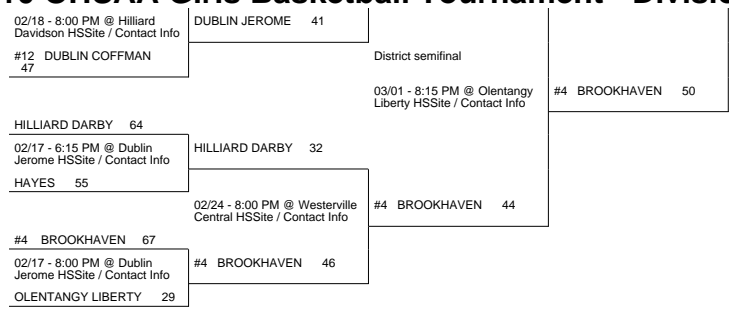 10 OHSAA Girls Basketball Tournament - Divisio
02/18 - 8:00 PM @ Hilliard
Davidson HSSite / Contact Info
DUBLIN JEROME 41
#12 DUBLIN COFFMAN
47
District semifinal
03/01 - 8:15 PM @ Olentangy
Liberty HSSite / Contact Info
#4 BROOKHAVEN 50
HILLIARD DARBY 64
02/17 - 6:15 PM @ Dublin
Jerome HSSite / Contact Info
HILLIARD DARBY 32
HAYES 55
02/24 - 8:00 PM @ Westerville
Central HSSite / Contact Info
#4 BROOKHAVEN 44
#4 BROOKHAVEN 67
02/17 - 8:00 PM @ Dublin
Jerome HSSite / Contact Info
#4 BROOKHAVEN 46
OLENTANGY LIBERTY 29